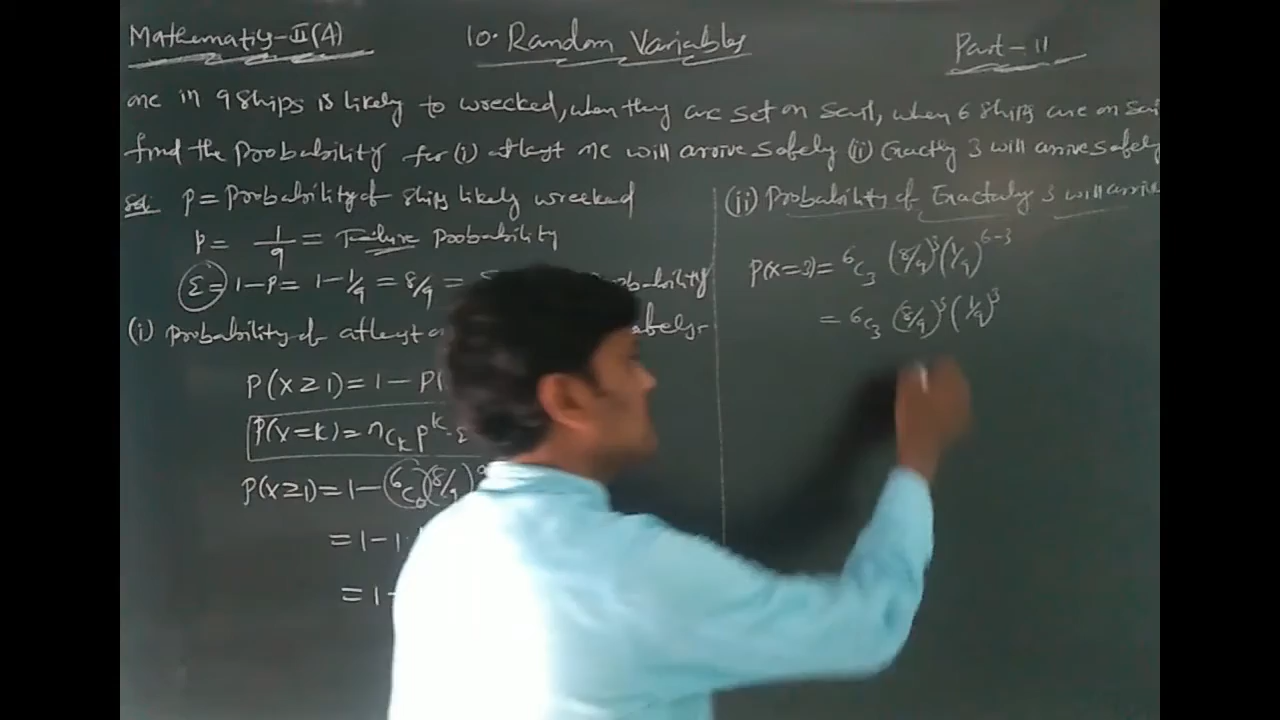 Mathematics-II(A)
10. Random Variables
Part-11
one in 9 ships is likely to wrecked, when they are set on sail, when 6 ships are on
find the probability for (i) atleast one will arrive safely (ii) Exactly 3 will arrive safely
Sol: p = Probability of ships likely wrecked
p = 1/9 = Failure Probability
= 1-p = 1-1/9 = 8/9 =
(i) probability of atleast
P(X≥1) = 1 - P(
P(X=k) = nCk p^k
P(X≥1) = 1 - (6C0)(8/9)
= 1-1.
= 1-
(ii) Probability of Exactaly 3 will arrive
P(X=3) = 6C3 (8/9)^3 (1/9)^6-3
= 6C3 (8/9)^3 (1/9)^3